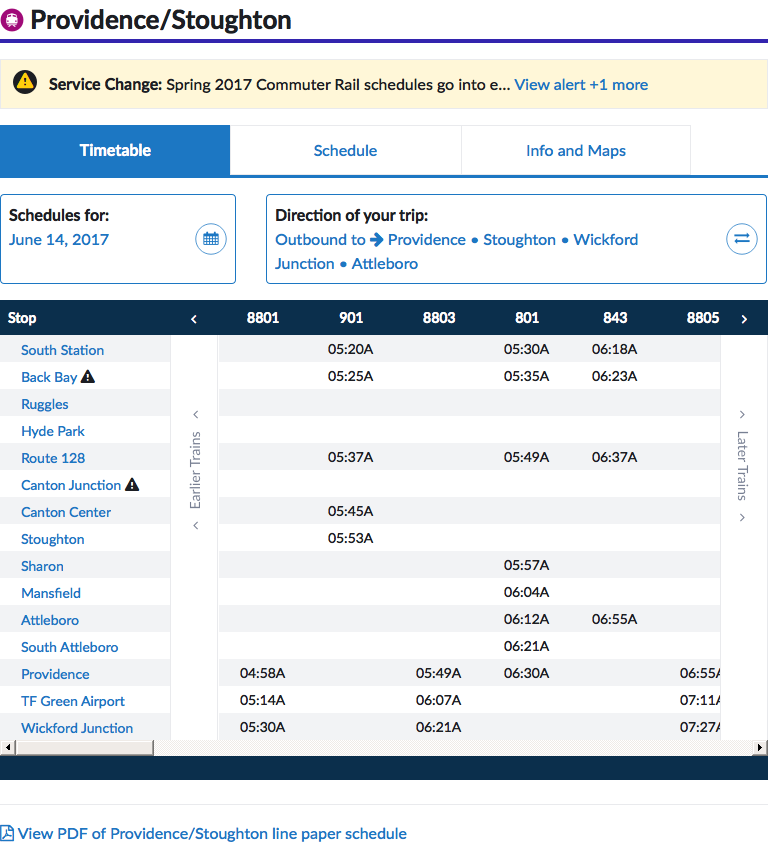 Providence/Stoughton
Service Change: Spring 2017 Commuter Rail schedules go into e... View alert +1 more
Timetable Schedule Info and Maps
Schedules for:
June 14, 2017
Direction of your trip:
Outbound to → Providence • Stoughton • Wickford
Junction • Attleboro
Stop < 8801 901 8803 801 843 8805 >
South Station 05:20A 05:30A 06:18A
Back Bay 05:25A 05:35A 06:23A
Ruggles
Hyde Park
Route 128 05:37A 05:49A 06:37A
Canton Junction
Canton Center 05:45A
Stoughton 05:53A
Sharon 05:57A
Mansfield 06:04A
Attleboro 06:12A 06:55A
South Attleboro 06:21A
Providence 04:58A 05:49A 06:30A 06:55A
TF Green Airport 05:14A 06:07A 07:11A
Wickford Junction 05:30A 06:21A 07:27A
< Earlier Trains <
> Later Trains >
View PDF of Providence/Stoughton line paper schedule